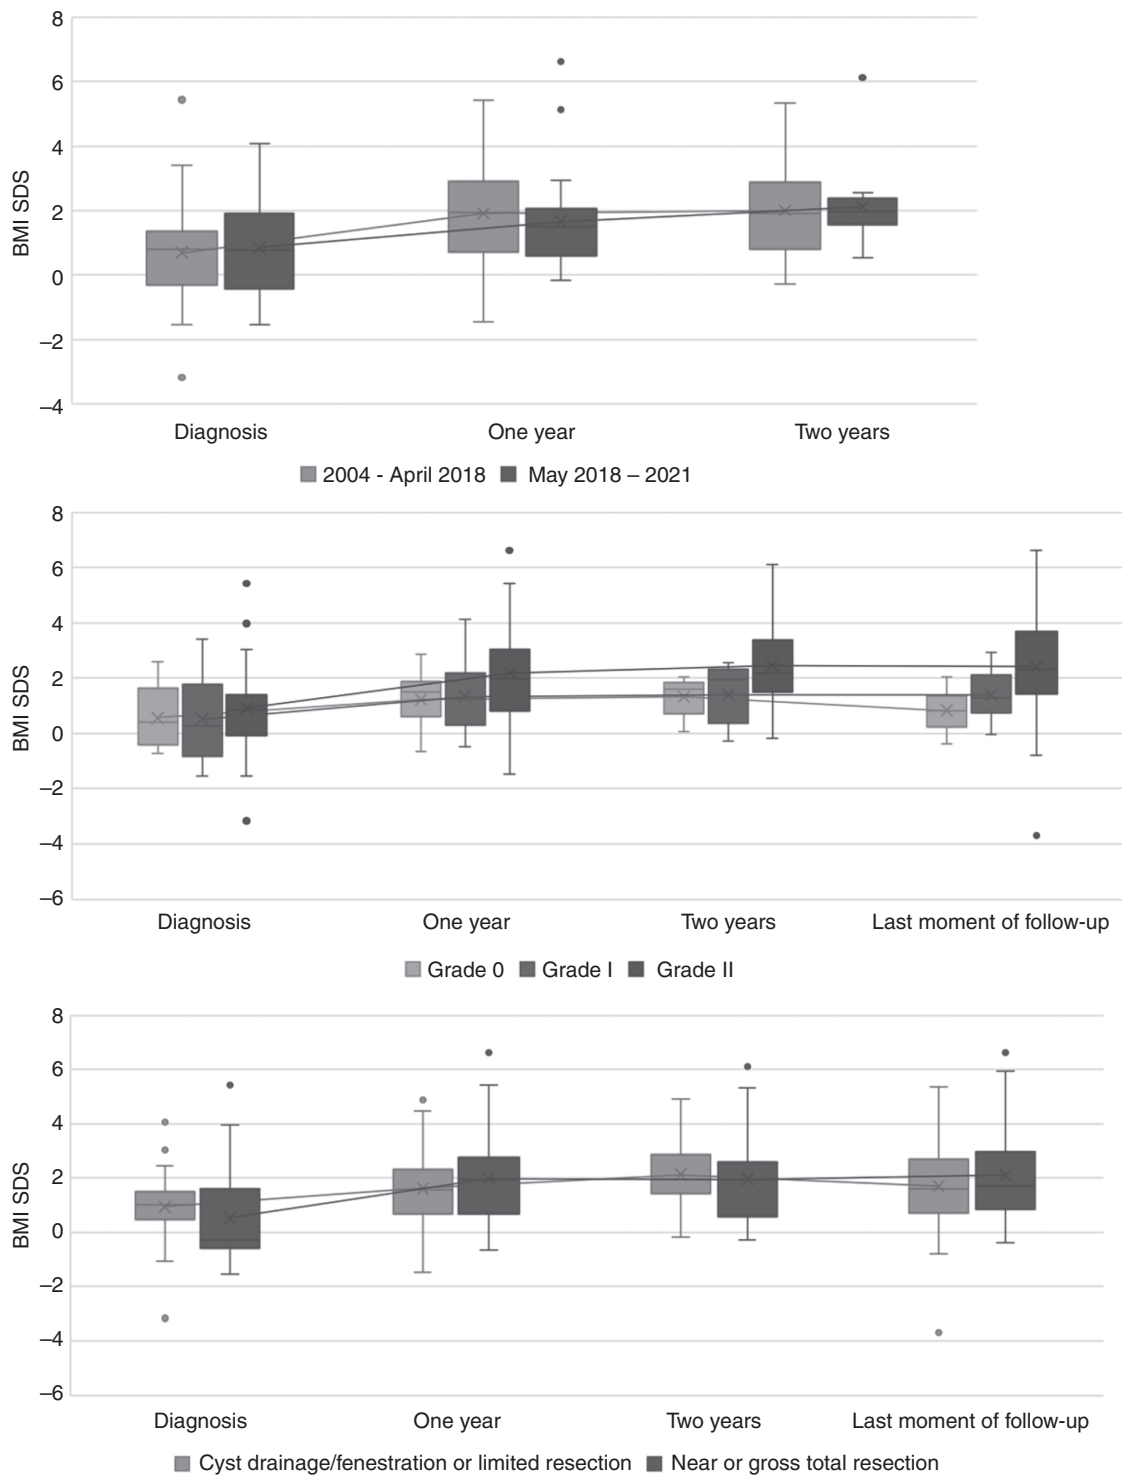 8
6
4
2
0
–2
–4
BMI SDS
Diagnosis One year Two years
2004 - April 2018 May 2018 – 2021
8
6
4
2
0
–2
–4
–6
BMI SDS
Diagnosis One year Two years Last moment of follow-up
Grade 0 Grade I Grade II
8
6
4
2
0
–2
–4
–6
BMI SDS
Diagnosis One year Two years Last moment of follow-up
Cyst drainage/fenestration or limited resection Near or gross total resection